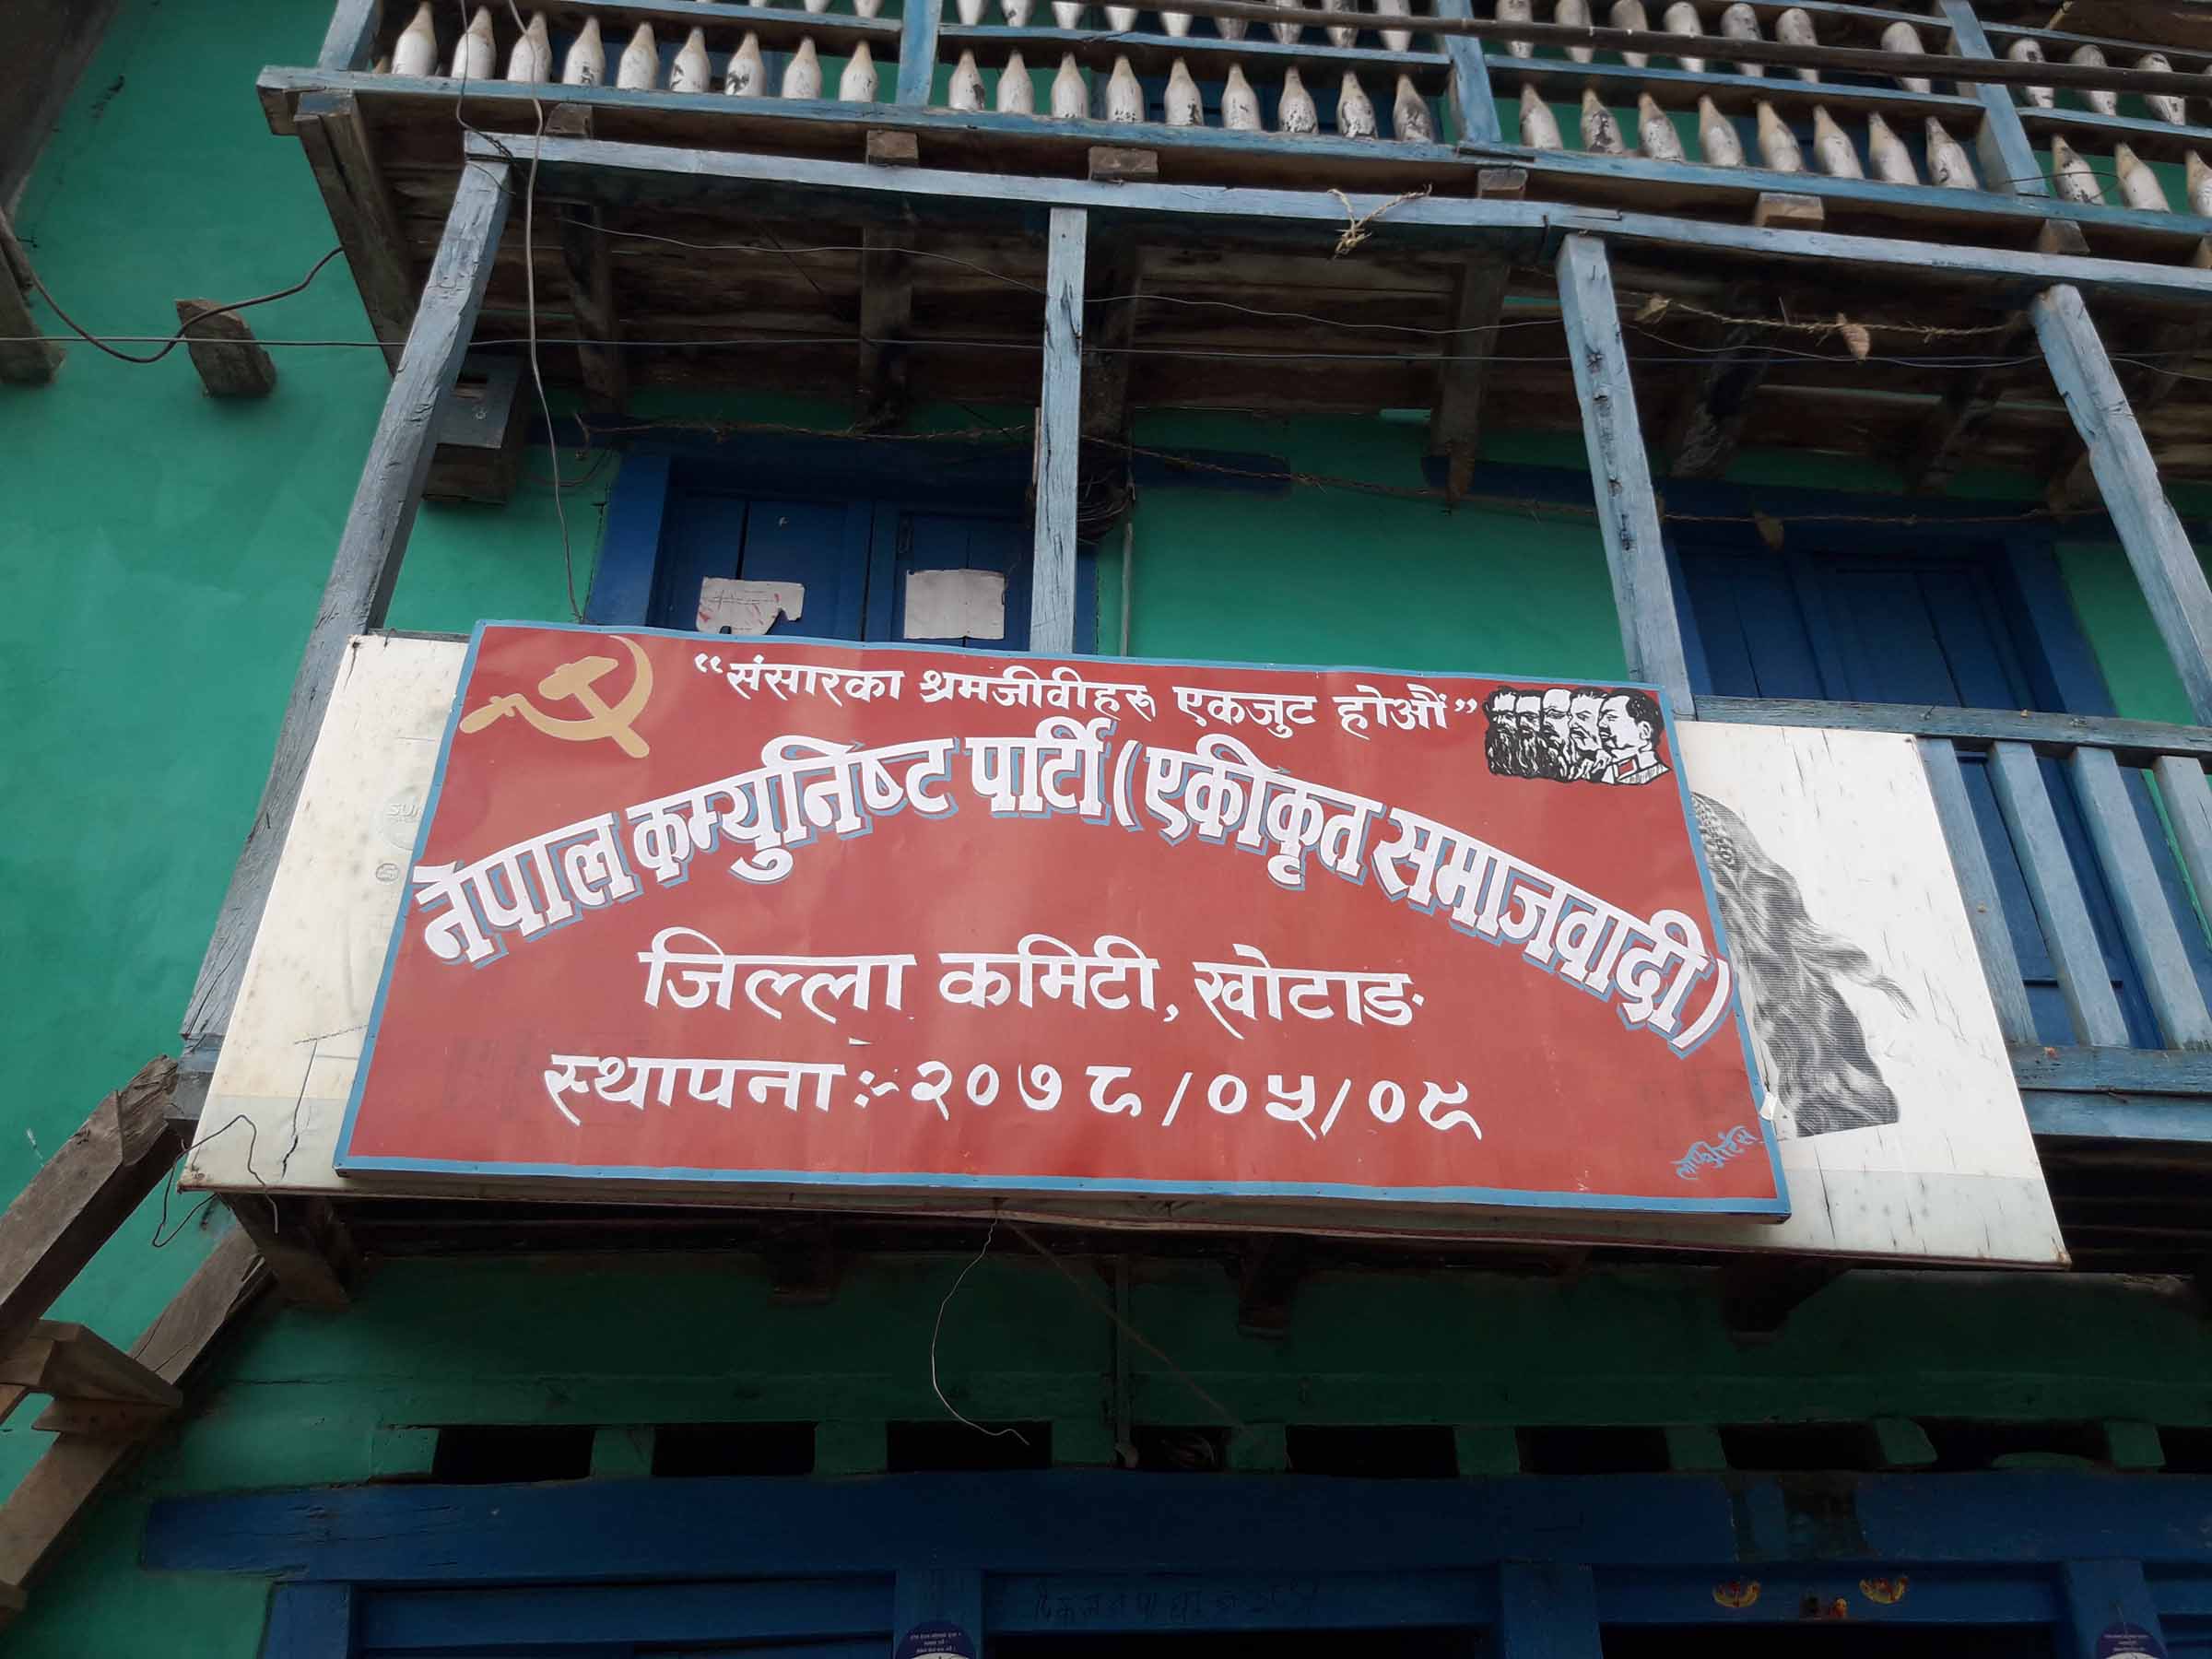 “संसारका श्रमजीवीहरू एकजुट होऔं”
नेपाल कम्युनिष्ट पार्टी (एकीकृत समाजवादी)
जिल्ला कमिटी, खोटाङ
स्थापना :- २०७८/०५/०९